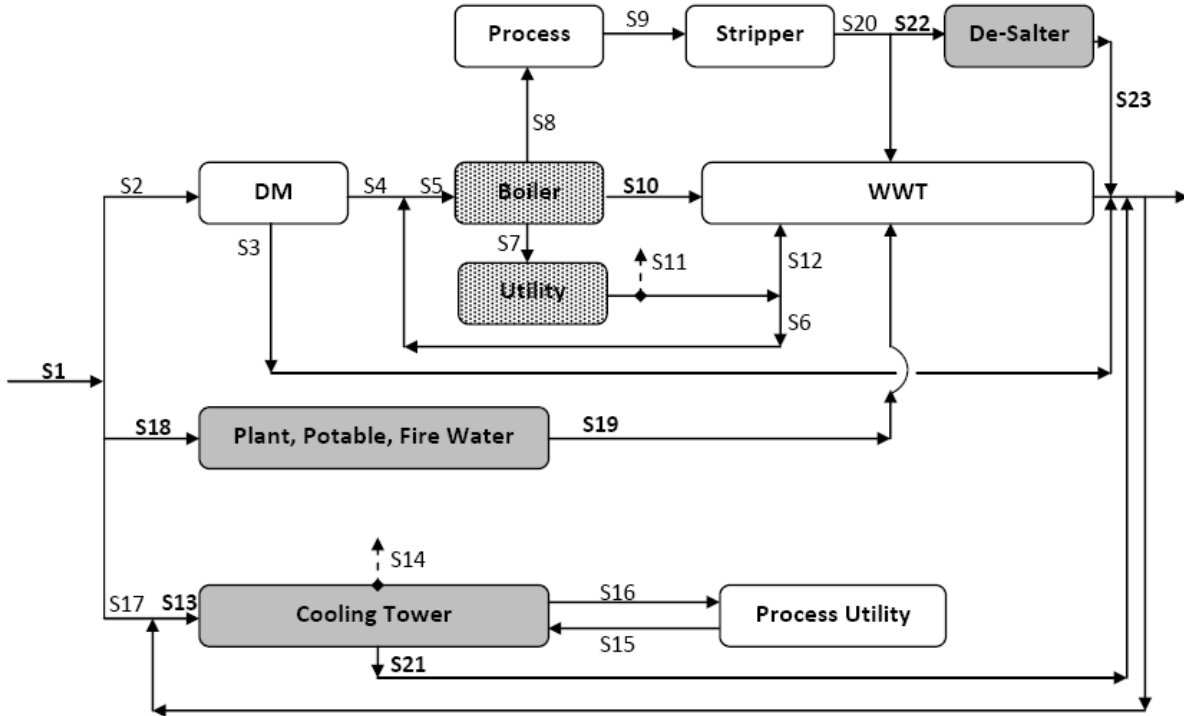 Process
S9
Stripper
S20
S22
De-Salter
S23
S8
S2
DM
S4
S5
Boiler
S10
WWT
S3
S7
S11
S12
Utility
S6
S1
S18
Plant, Potable, Fire Water
S19
S14
S17
S13
Cooling Tower
S16
Process Utility
S15
S21